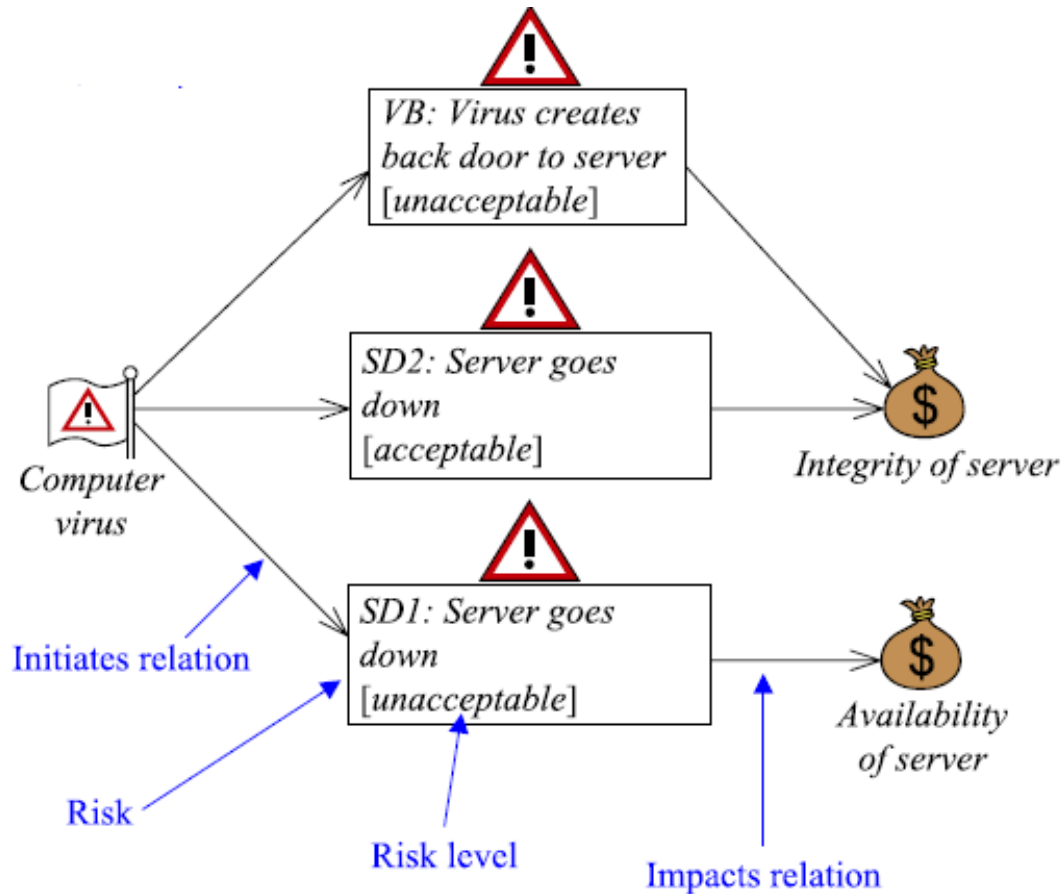 VB: Virus creates
back door to server
[unacceptable]
SD2: Server goes
down
[acceptable]
$
Integrity of server
Computer
virus
SD1: Server goes
down
[unacceptable]
$
Availability
of server
Initiates relation
Risk
Risk level
Impacts relation